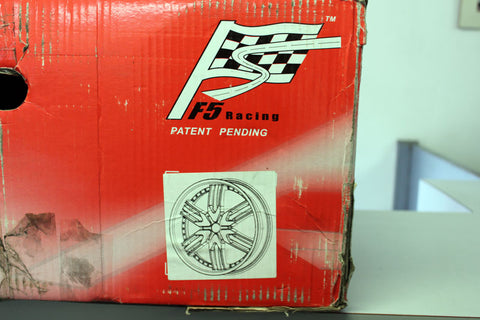 TM
F5 Racing
PATENT PENDING